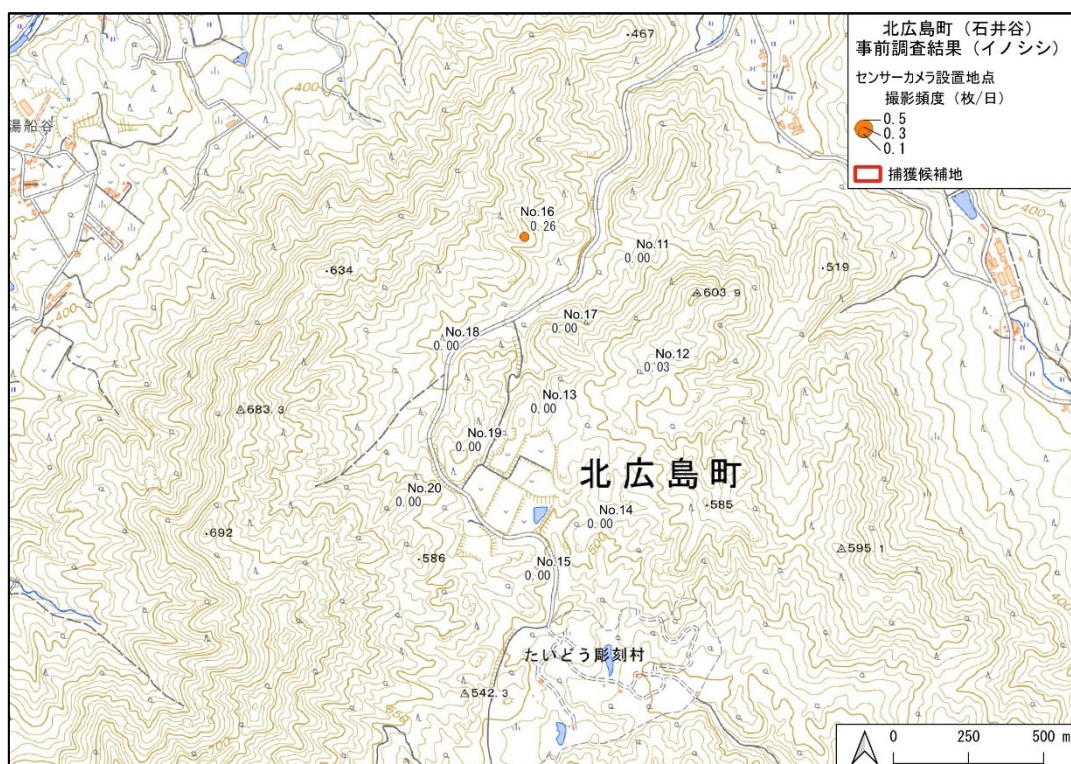 北広島町（石井谷）
事前調査結果（イノシシ）
センサーカメラ設置地点
撮影頻度（枚/日）
0.5
0.3
0.1
捕獲候補地
467
400
湯船谷
No.16
0.26
No.11
0.00
400
634
519
603.9
400
No.17
0.00
No.18
0.00
No.12
0.03
683.3
No.13
0.00
No.19
0.00
北広島町
No.20
0.00
585
No.14
0.00
500
692
586
595.1
No.15
0.00
400
たいどう彫刻村
542.3
600
700
0 250 500 m